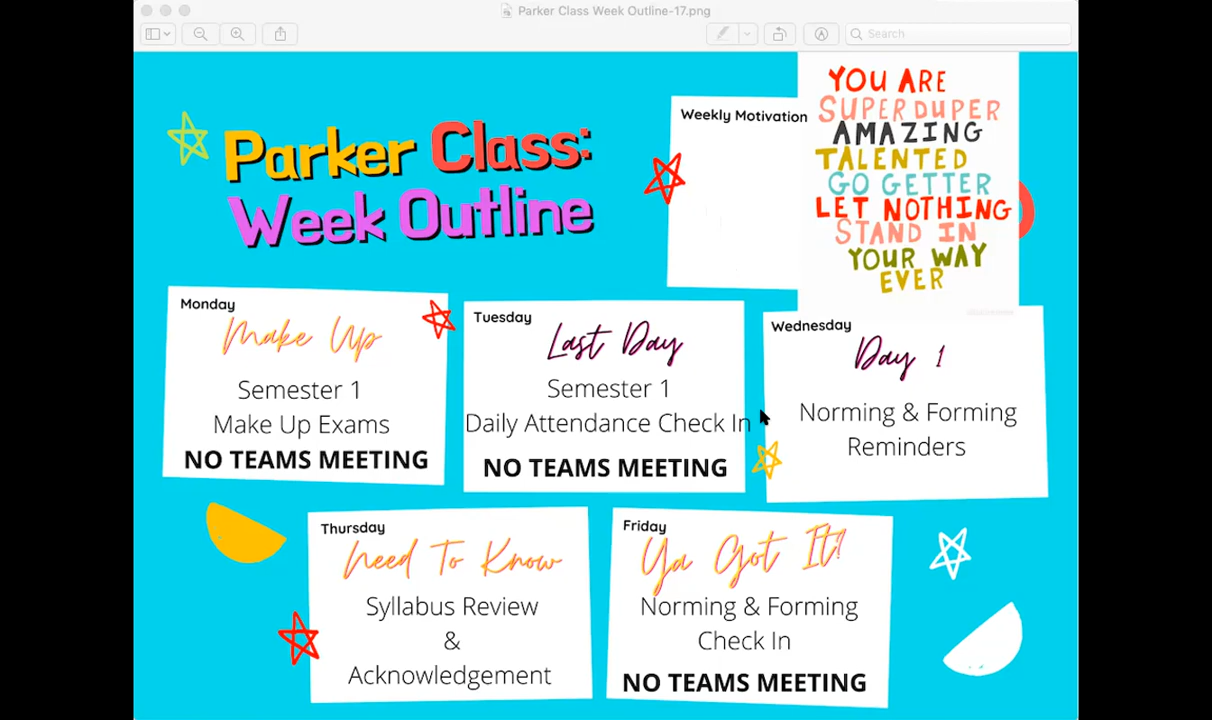 Parker Class Week Outline-17.png
Search
Parker Class:
Week Outline
Weekly Motivation
YOU ARE
SUPER DUPER
AMAZING
TALENTED
GO GETTER
LET NOTHING
STAND IN
YOUR WAY
EVER
Monday
Make Up
Semester 1
Make Up Exams
NO TEAMS MEETING
Tuesday
Last Day
Semester 1
Daily Attendance Check In
NO TEAMS MEETING
Wednesday
Day 1
Norming & Forming
Reminders
Thursday
Need To Know
Syllabus Review
&
Acknowledgement
Friday
Ya Got It?
Norming & Forming
Check In
NO TEAMS MEETING